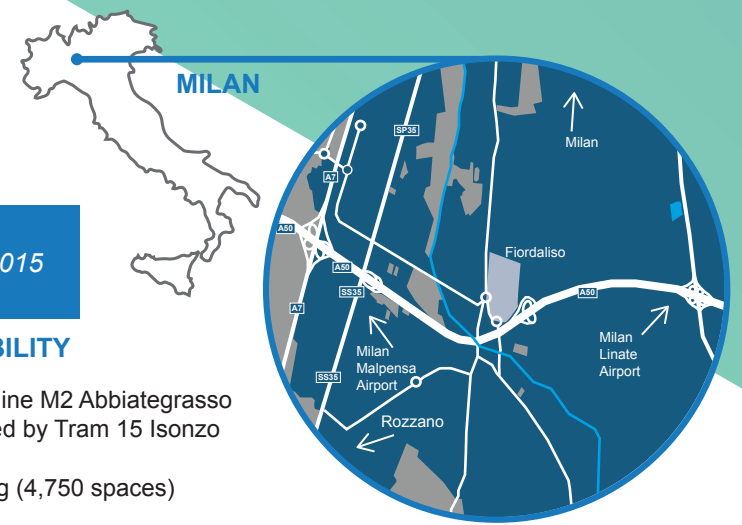 MILAN
SP35
Milan
A7
A50
Fiordaliso
A50
SS35
A50
A7
Milan
Malpensa
Airport
Milan
Linate
Airport
SS35
Rozzano
015
BILITY
ine M2 Abbiategrasso
ed by Tram 15 Isonzo
g (4,750 spaces)